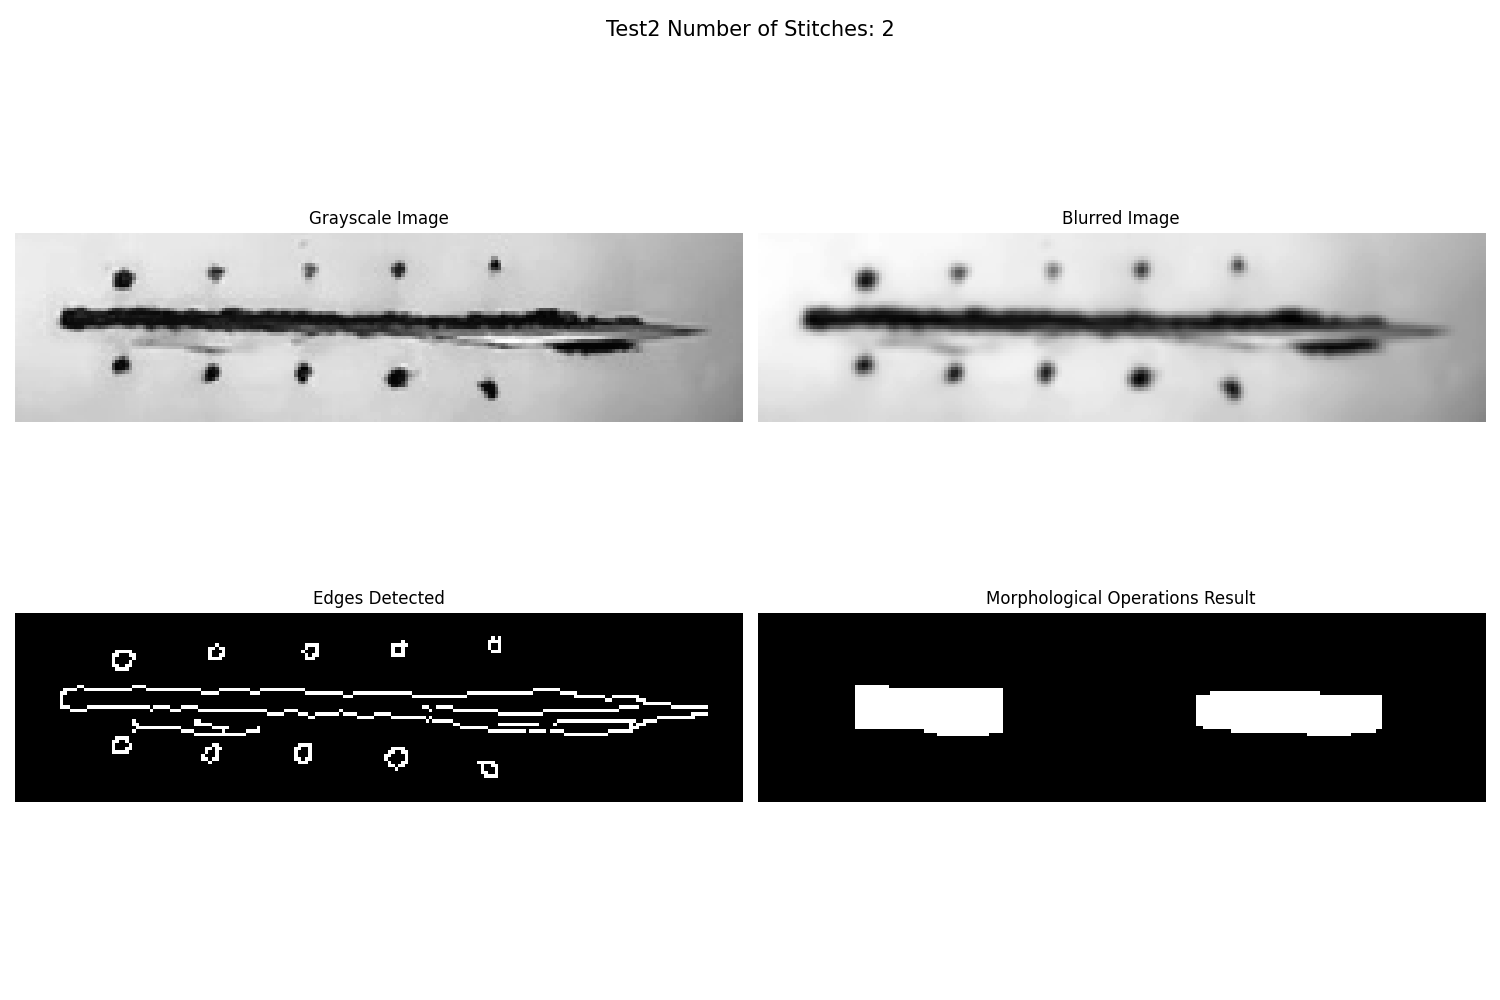 Test2 Number of Stitches: 2
Grayscale Image
Blurred Image
Edges Detected
Morphological Operations Result